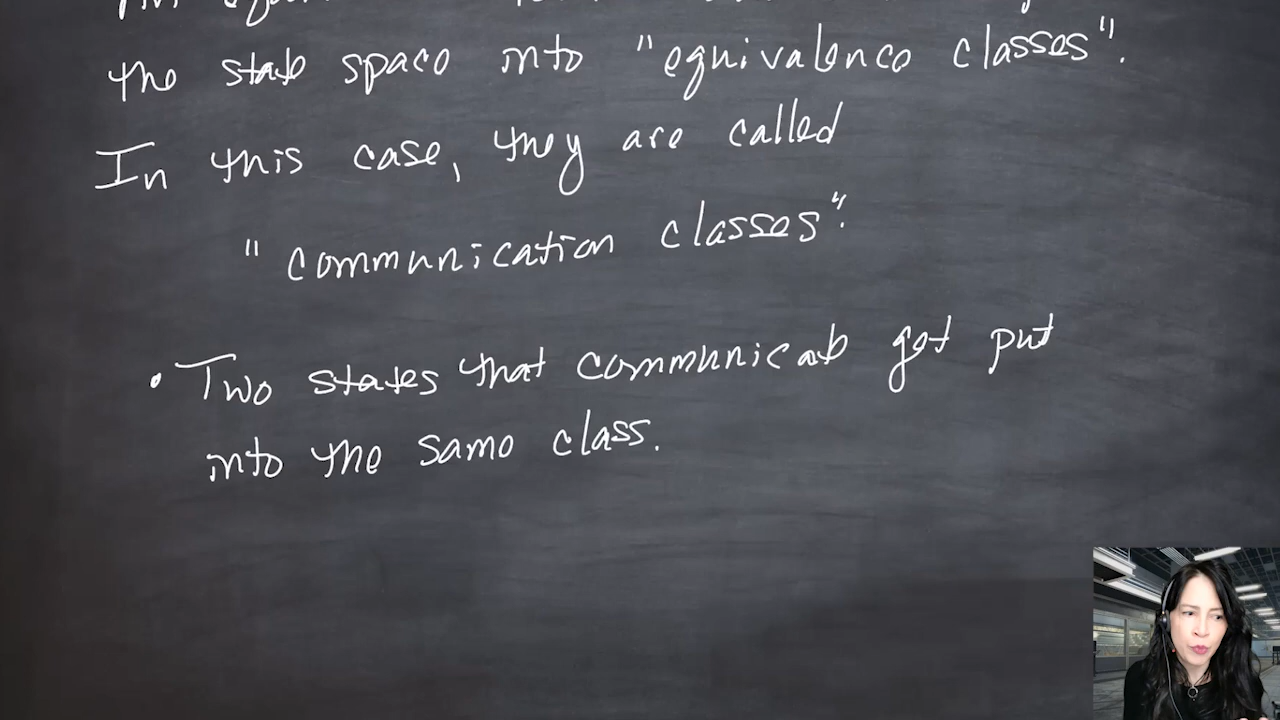 the state space into "equivalence classes".
In this case, they are called
"communication classes".
• Two states that communicate get put
into the same class.